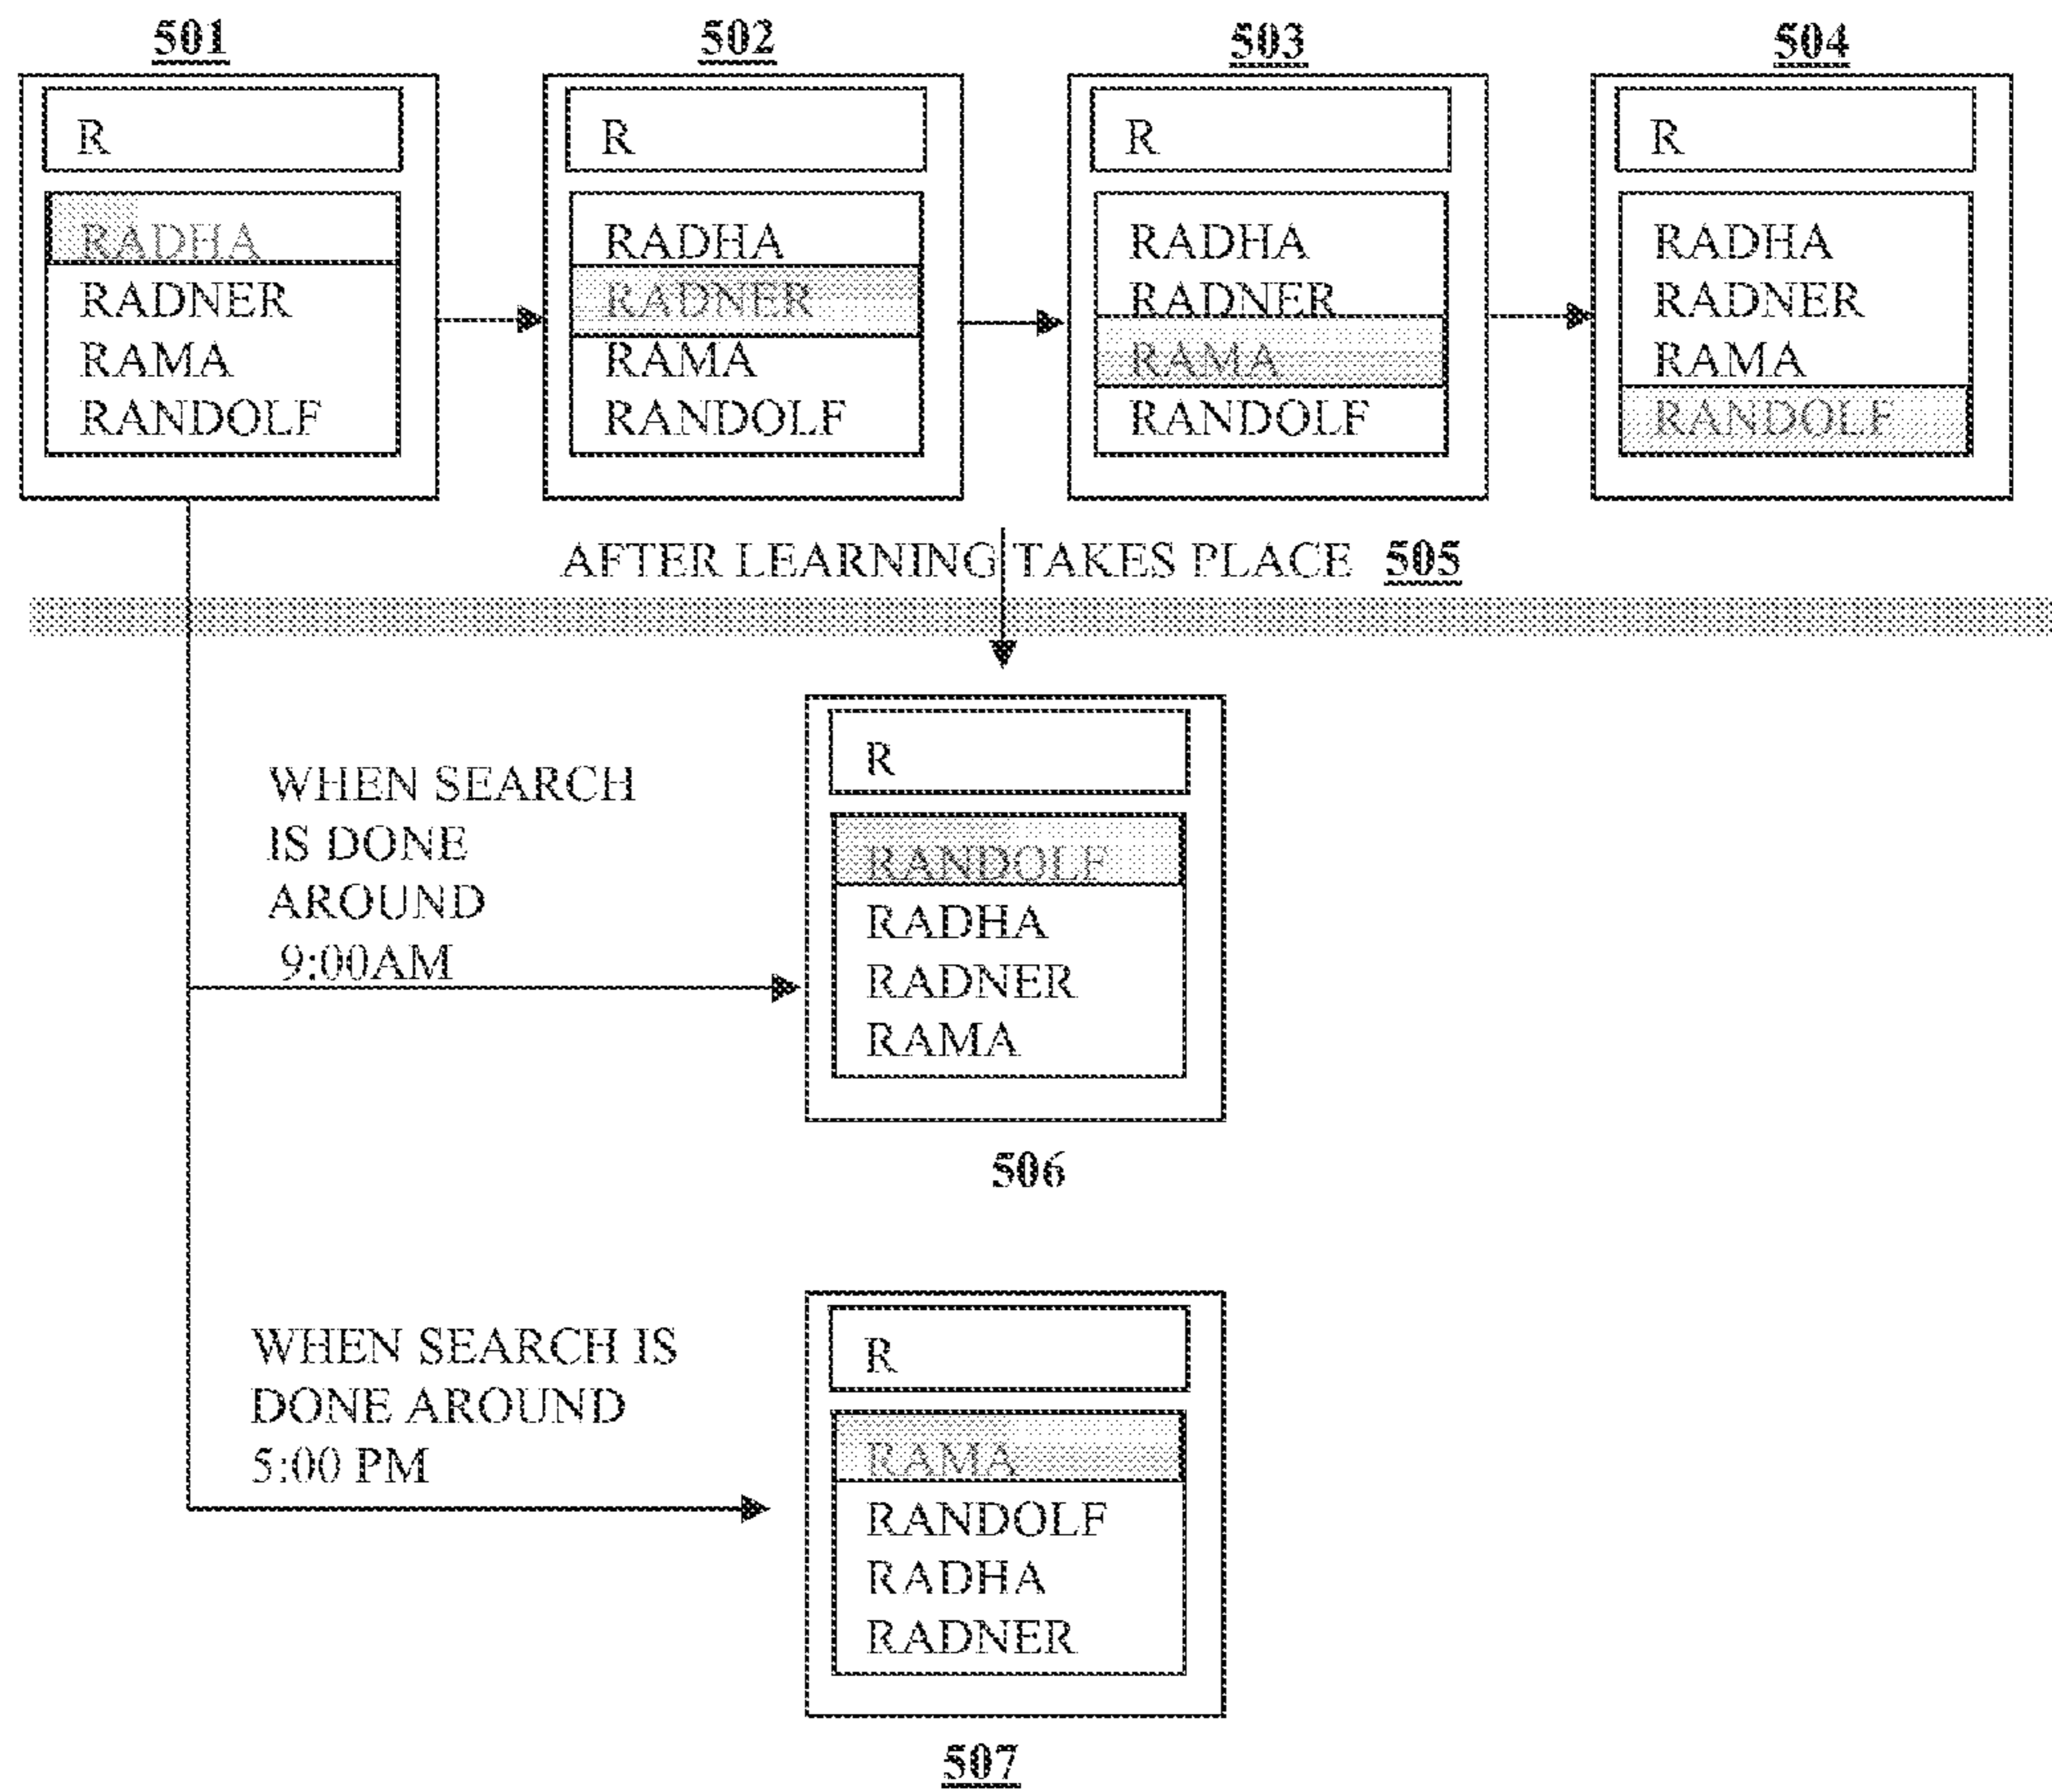 501
R
RADHA
RADNER
RAMA
RANDOLF
502
R
RADHA
RADNER
RAMA
RANDOLF
503
R
RADHA
RADNER
RAMA
RANDOLF
504
R
RADHA
RADNER
RAMA
RANDOLF
AFTER LEARNING TAKES PLACE 505
WHEN SEARCH
IS DONE
AROUND
9:00AM
R
RANDOLF
RADHA
RADNER
RAMA
506
WHEN SEARCH IS
DONE AROUND
5:00 PM
R
RAMA
RANDOLF
RADHA
RADNER
507